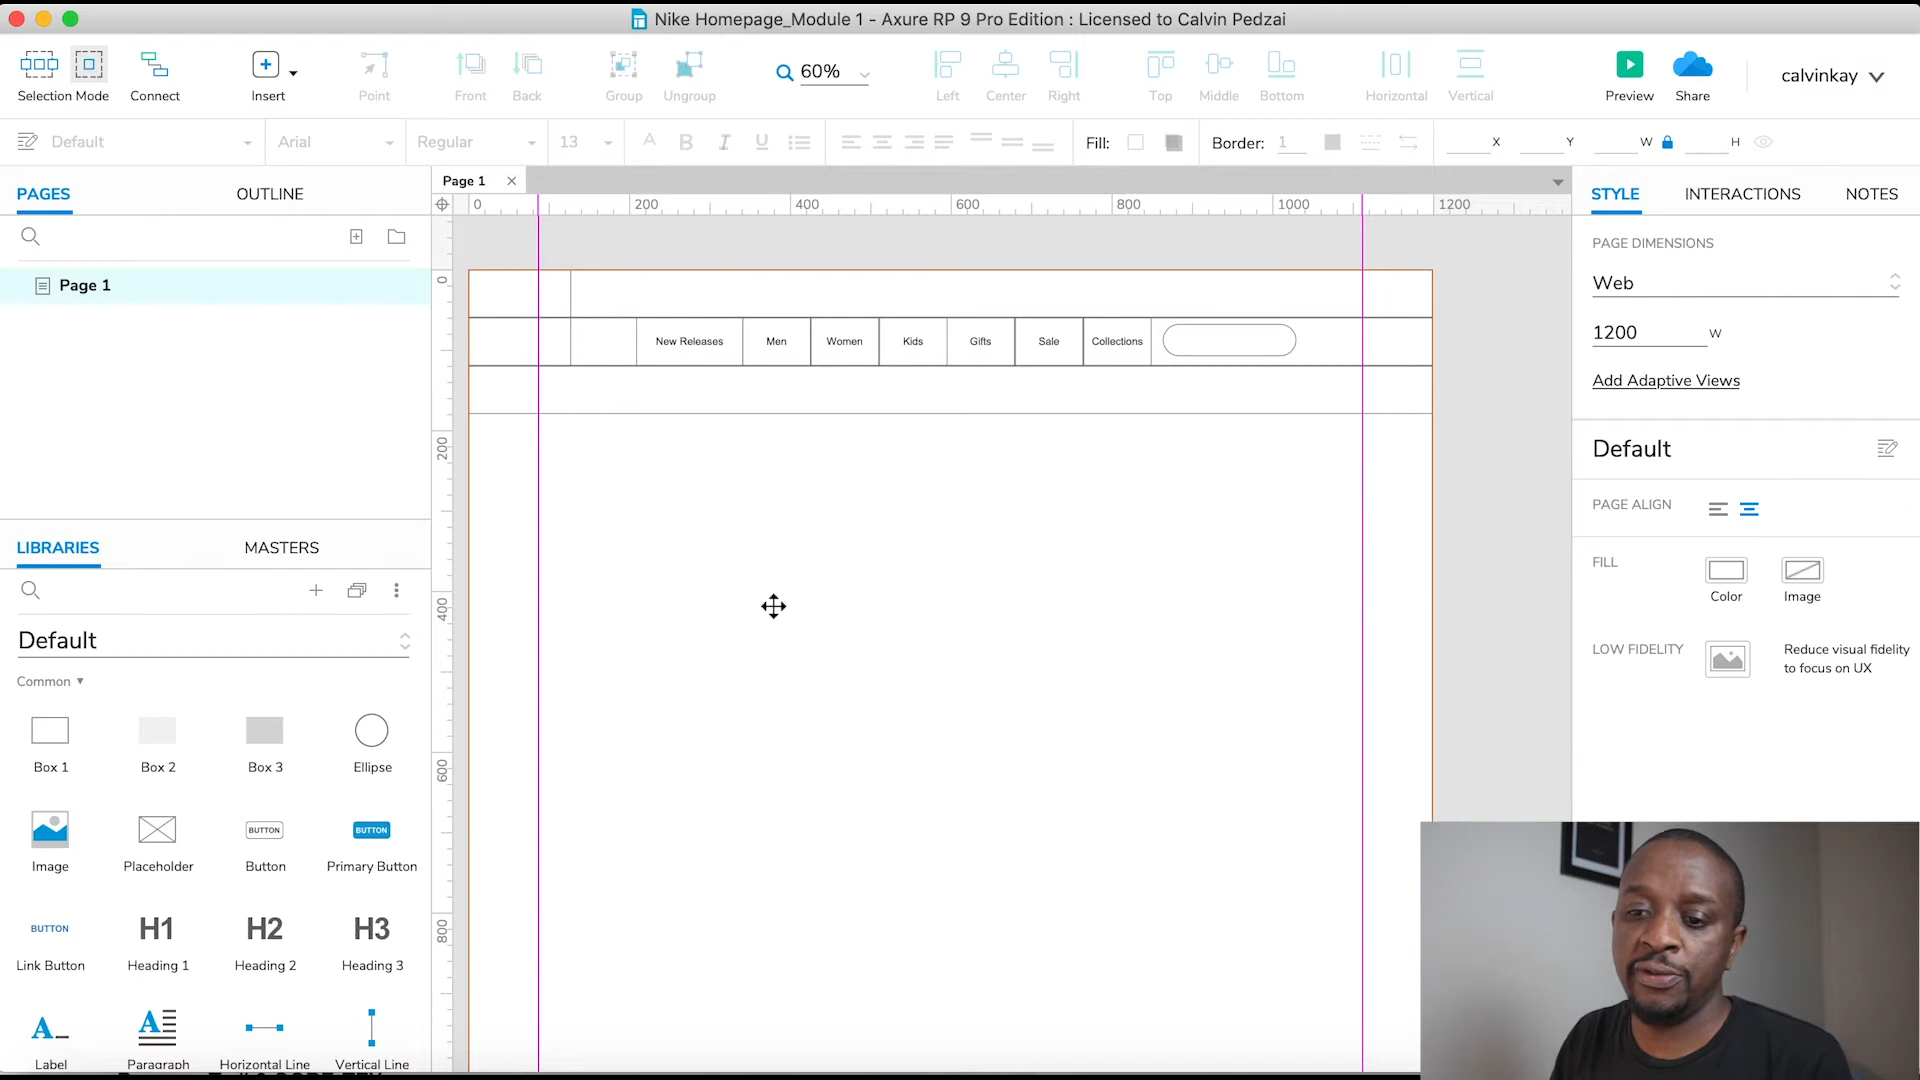 Nike Homepage_Module 1 - Axure RP 9 Pro Edition : Licensed to Calvin Pedzai
Selection Mode
Connect
Insert
Point
Front
Back
Group
Ungroup
60%
Left
Center
Right
Top
Middle
Bottom
Horizontal
Vertical
Preview
Share
calvinkay
Default
Arial
Regular
13
A B I U
Fill:
Border: 1
X
Y
W
H
PAGES
OUTLINE
Page 1
Page 1
0 200 400 600 800 1000 1200
0
200
400
600
800
New Releases
Men
Women
Kids
Gifts
Sale
Collections
LIBRARIES
MASTERS
Default
Common
Box 1
Box 2
Box 3
Ellipse
Image
Placeholder
BUTTON
Button
BUTTON
Primary Button
BUTTON
Link Button
H1
Heading 1
H2
Heading 2
H3
Heading 3
A
Label
A
Paragraph
Horizontal Line
Vertical Line
STYLE
INTERACTIONS
NOTES
PAGE DIMENSIONS
Web
1200 W
Add Adaptive Views
Default
PAGE ALIGN
FILL
Color
Image
LOW FIDELITY
Reduce visual fidelity
to focus on UX